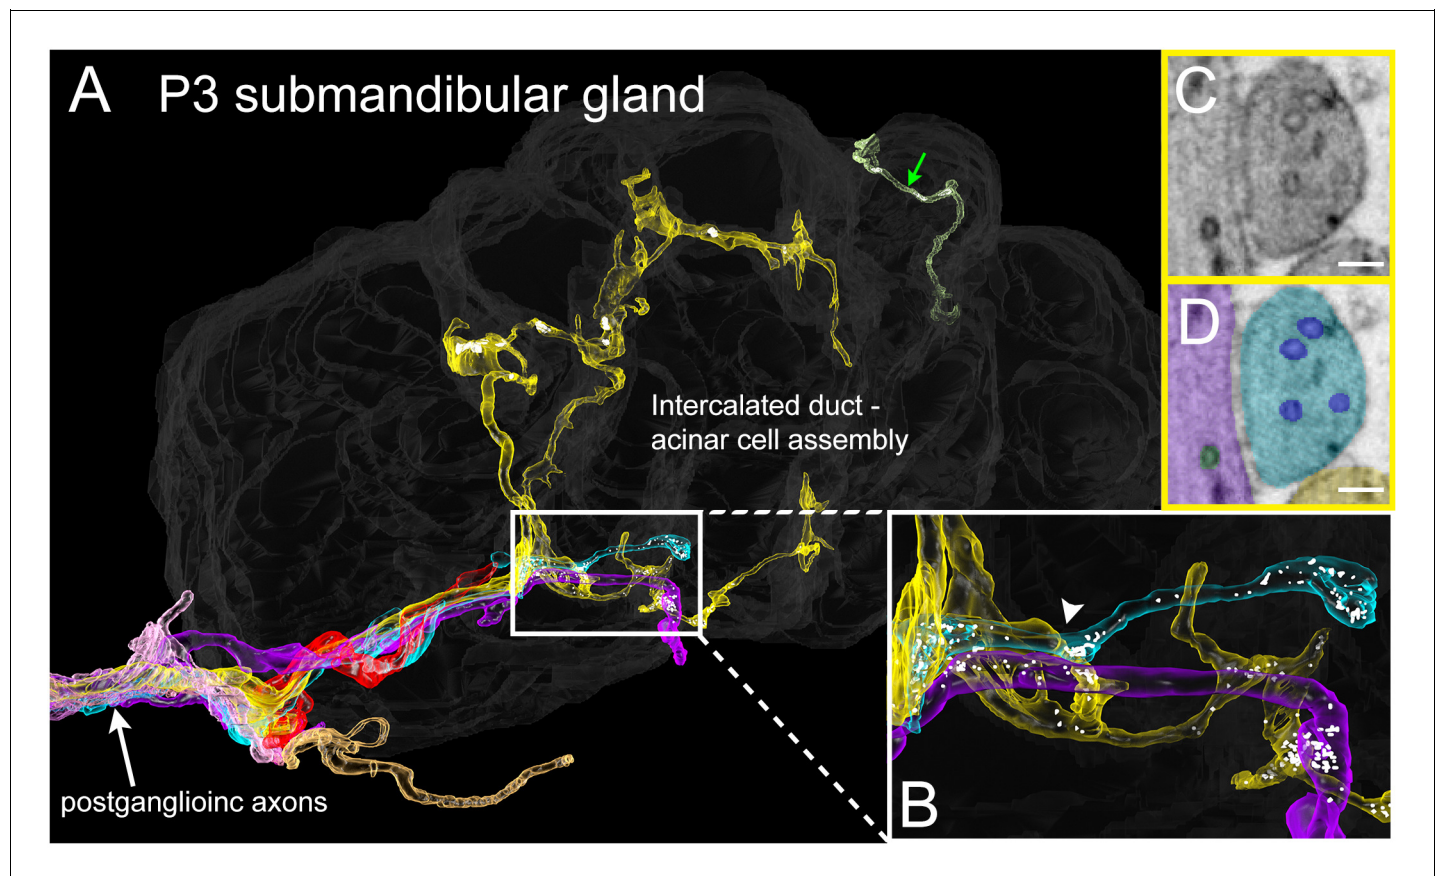 A P3 submandibular gland
C
D
Intercalated duct -
acinar cell assembly
postganglioinc axons
B